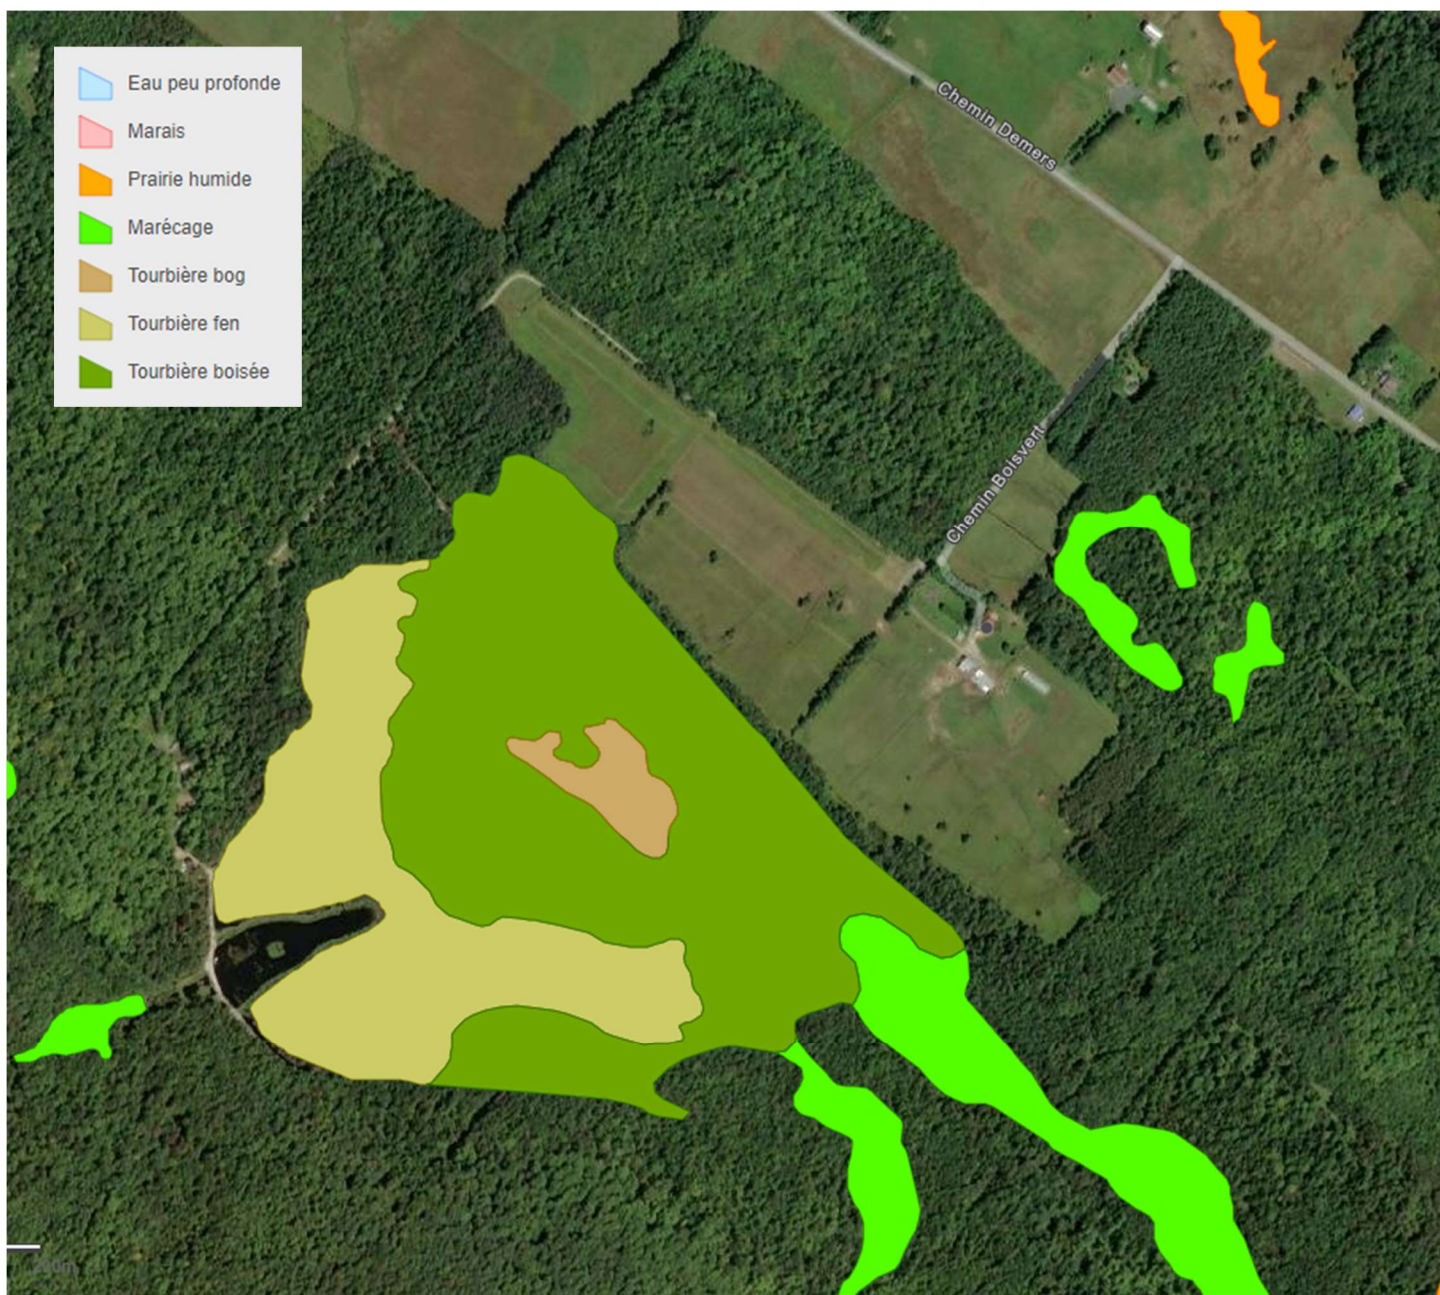 Eau peu profonde
Marais
Prairie humide
Marécage
Tourbière bog
Tourbière fen
Tourbière boisée
Chemin Demers
Chemin Boisvert